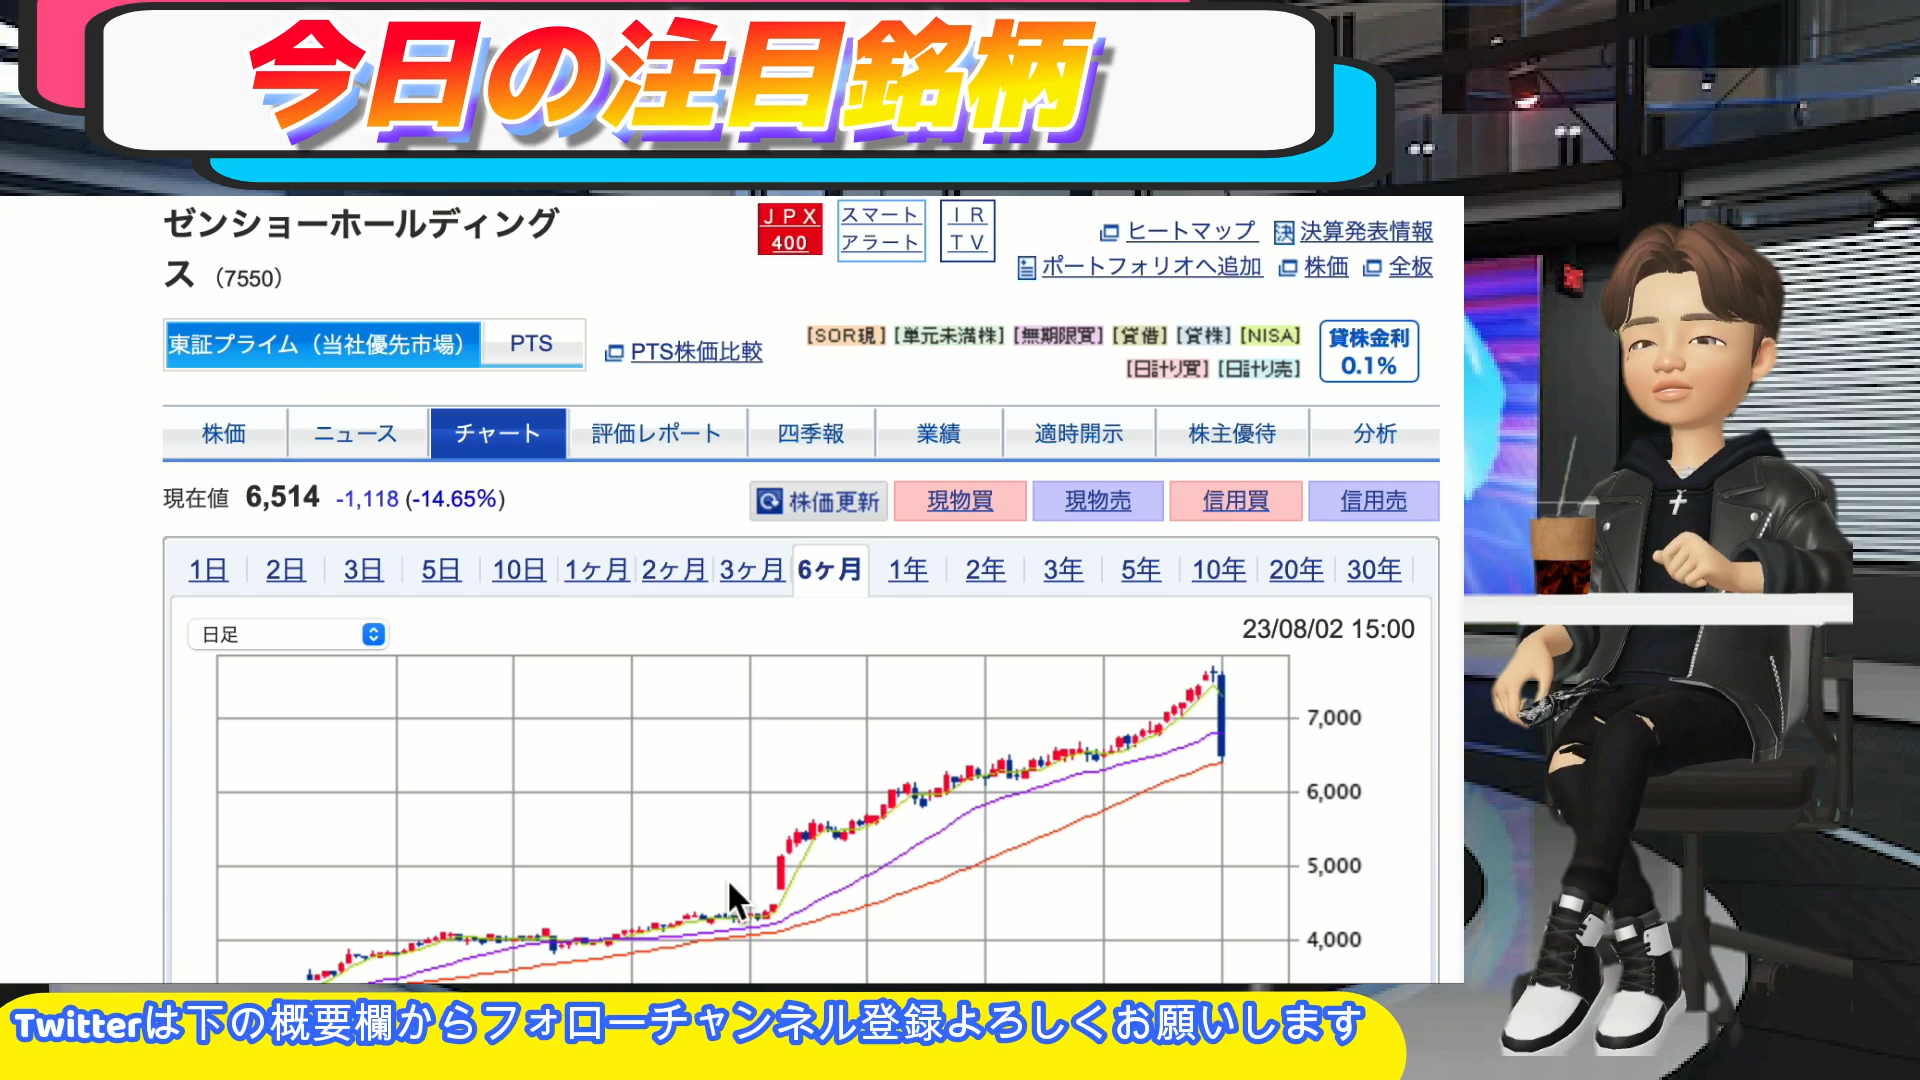 今日の注目銘柄
ゼンショーホールディングス (7550)
JPX
400
スマート
アラート
IR
TV
ヒートマップ 決 決算発表情報
ポートフォリオへ追加 株価 全板
東証プライム（当社優先市場） PTS PTS株価比較
[SOR現] [単元未満株] [無期限買] [貸借] [貸株] [NISA]
[日計り買] [日計り売]
貸株金利
0.1%
株価 ニュース チャート 評価レポート 四季報 業績 適時開示 株主優待 分析
現在値 6,514 -1,118 (-14.65%) 株価更新 現物買 現物売 信用買 信用売
1日 2日 3日 5日 10日 1ヶ月 2ヶ月 3ヶ月 6ヶ月 1年 2年 3年 5年 10年 20年 30年
日足 23/08/02 15:00
7,000
6,000
5,000
4,000
Twitterは下の概要欄からフォローチャンネル登録よろしくお願いします